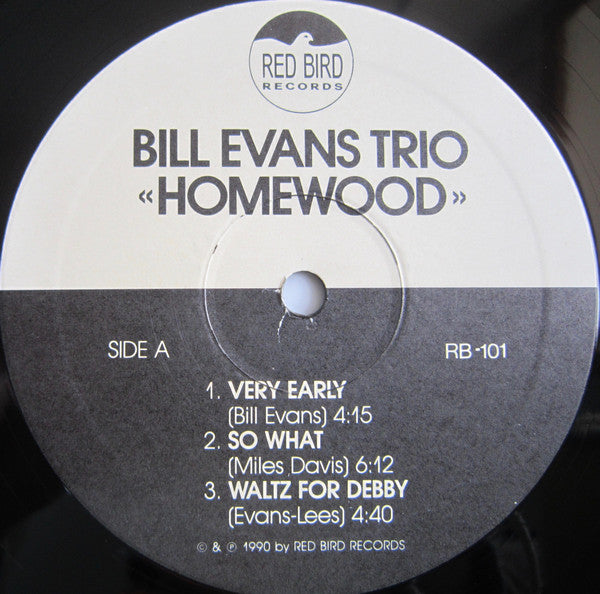 RED BIRD
RECORDS
BILL EVANS TRIO
«HOMEWOOD»
SIDE A
RB-101
1. VERY EARLY
(Bill Evans) 4:15
2. SO WHAT
(Miles Davis) 6:12
3. WALTZ FOR DEBBY
(Evans-Lees) 4:40
© & ℗ 1990 by RED BIRD RECORDS